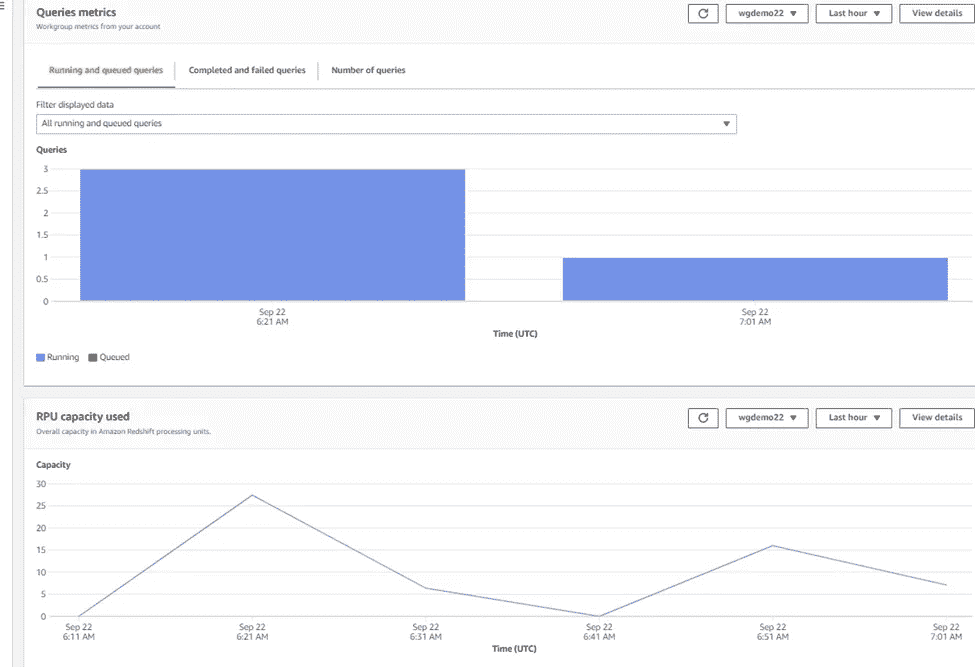 Queries metrics
Workgroup metrics from your account
wgdemo22
Last hour
View details
Running and queued queries
Completed and failed queries
Number of queries
Filter displayed data
All running and queued queries
Queries
3
2.5
2
1.5
1
0.5
0
Sep 22
6:21 AM
Sep 22
7:01 AM
Time (UTC)
Running
Queued
RPU capacity used
Overall capacity in Amazon Redshift processing units.
wgdemo22
Last hour
View details
Capacity
30
25
20
15
10
5
0
Sep 22
6:11 AM
Sep 22
6:21 AM
Sep 22
6:31 AM
Sep 22
6:41 AM
Sep 22
6:51 AM
Sep 22
7:01 AM
Time (UTC)